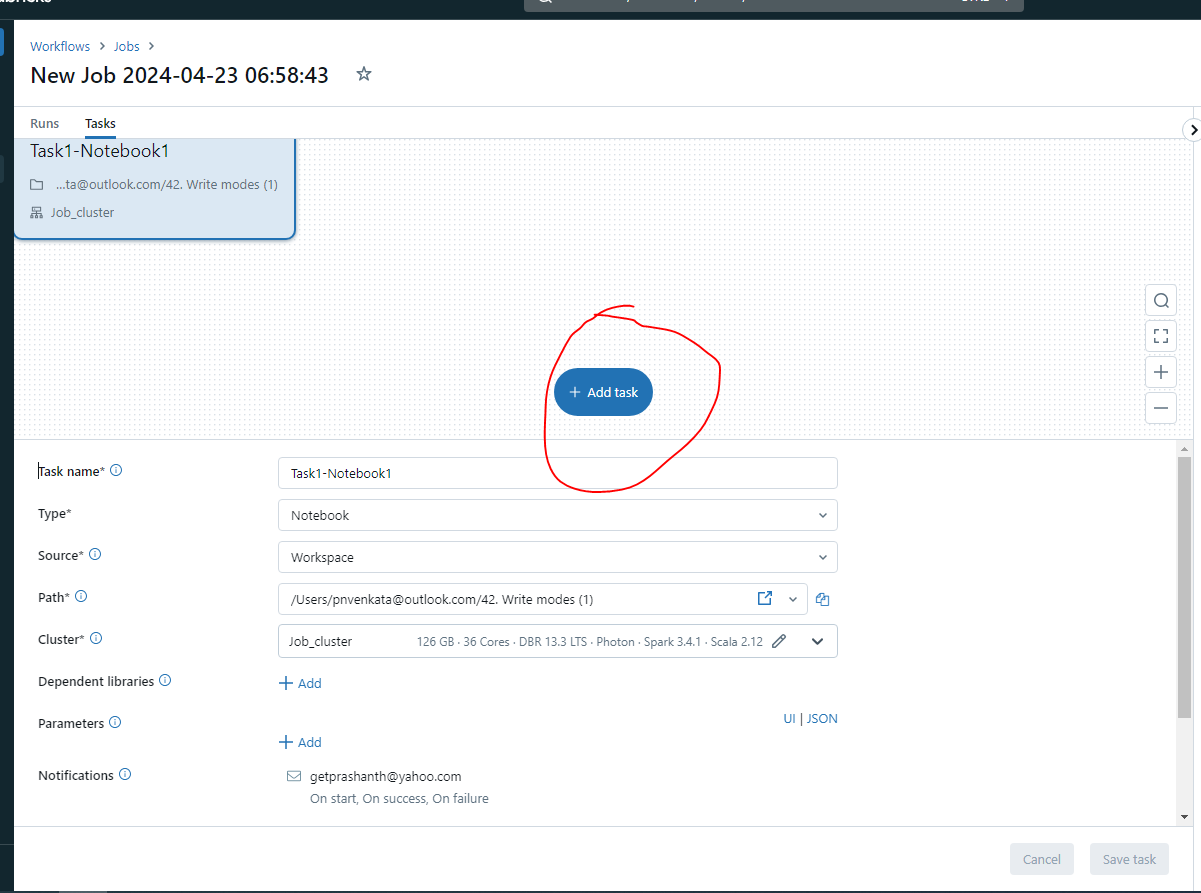 Workflows > Jobs >
New Job 2024-04-23 06:58:43
Runs Tasks
Task1-Notebook1
...ta@outlook.com/42. Write modes (1)
Job_cluster
+ Add task
Task name* Task1-Notebook1
Type* Notebook
Source* Workspace
Path* /Users/pnvenkata@outlook.com/42. Write modes (1)
Cluster* Job_cluster 126 GB · 36 Cores · DBR 13.3 LTS · Photon · Spark 3.4.1 · Scala 2.12
Dependent libraries + Add
Parameters UI | JSON
+ Add
Notifications getprashanth@yahoo.com
On start, On success, On failure
Cancel Save task